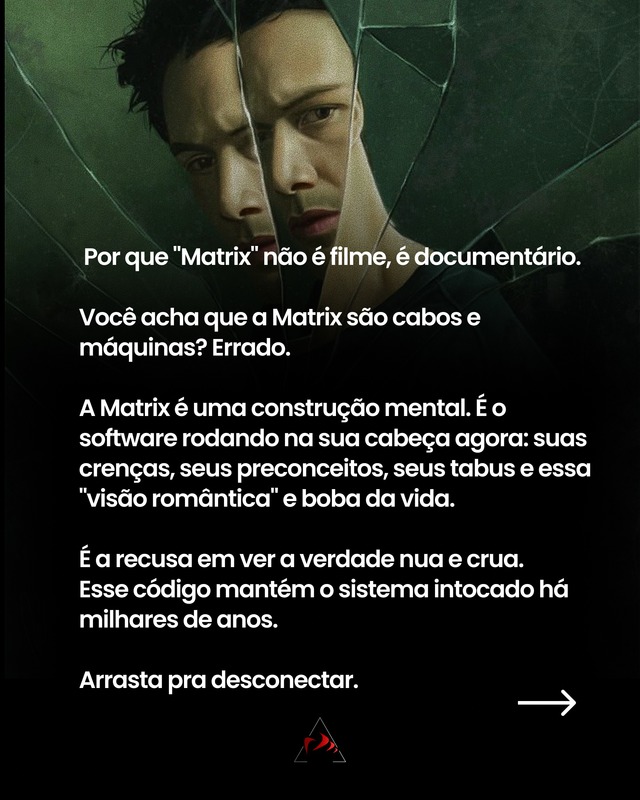 Por que "Matrix" não é filme, é documentário.
Você acha que a Matrix são cabos e
máquinas? Errado.
A Matrix é uma construção mental. É o
software rodando na sua cabeça agora: suas
crenças, seus preconceitos, seus tabus e essa
"visão romântica" e boba da vida.
É a recusa em ver a verdade nua e crua.
Esse código mantém o sistema intocado há
milhares de anos.
Arrasta pra desconectar.